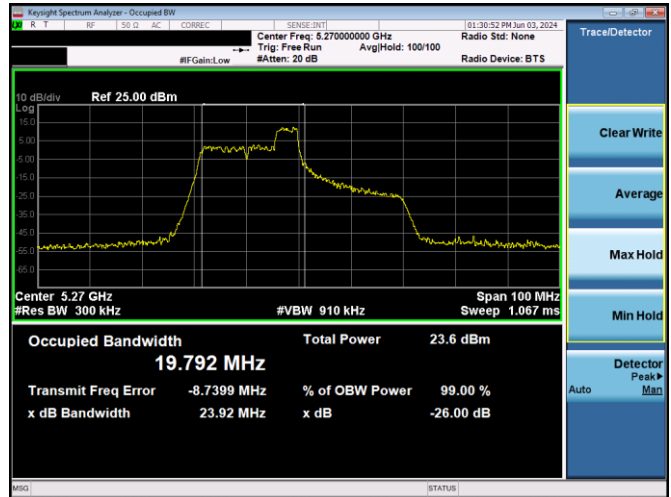 Keysight Spectrum Analyzer - Occupied BW
R T RF 50 Ω AC CORREC SENSE:INT 01:30:52 PM Jun 03, 2024
Center Freq: 5.270000000 GHz Radio Std: None
Trig: Free Run Avg|Hold: 100/100
#IFGain:Low #Atten: 20 dB Radio Device: BTS
Trace/Detector
10 dB/div Ref 25.00 dBm
Log
15.0
5.00
-5.00
-15.0
-25.0
-35.0
-45.0
-55.0
-65.0
Center 5.27 GHz Span 100 MHz
#Res BW 300 kHz #VBW 910 kHz Sweep 1.067 ms
Occupied Bandwidth Total Power 23.6 dBm
19.792 MHz
Transmit Freq Error -8.7399 MHz % of OBW Power 99.00 %
x dB Bandwidth 23.92 MHz x dB -26.00 dB
Clear Write
Average
Max Hold
Min Hold
Detector
Peak▶
Auto Man
MSG STATUS